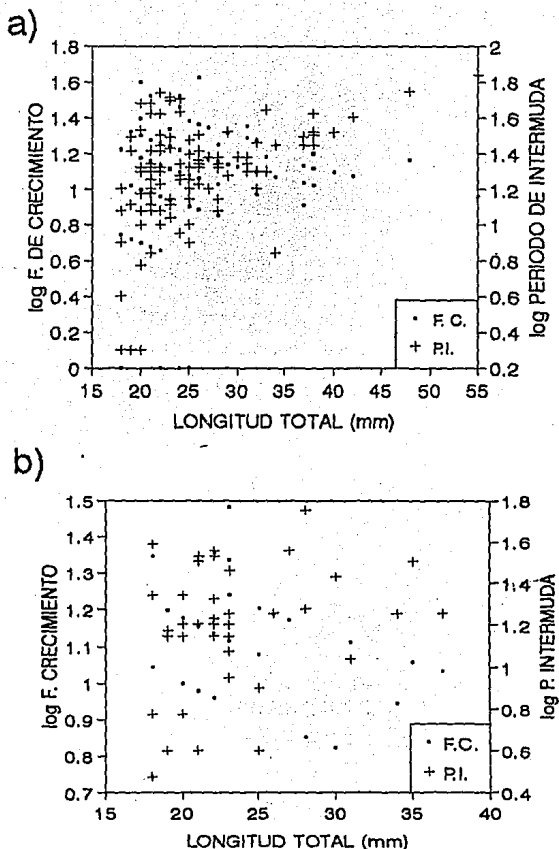 a)
log F. DE CRECIMIENTO
1.8
1.6
1.4
1.2
1
0.8
0.6
0.4
0.2
0
2
1.8
1.6
1.4
1.2
1
0.8
0.6
0.4
0.2
log PERIODO DE INTERMUDA
F.C.
P.I.
15 20 25 30 35 40 45 50 55
LONGITUD TOTAL (mm)
b)
log F. CRECIMIENTO
1.5
1.4
1.3
1.2
1.1
1
0.9
0.8
0.7
1.8
1.6
1.4
1.2
1
0.8
0.6
0.4
log P. INTERMUDA
F.C.
P.I.
15 20 25 30 35 40
LONGITUD TOTAL (mm)